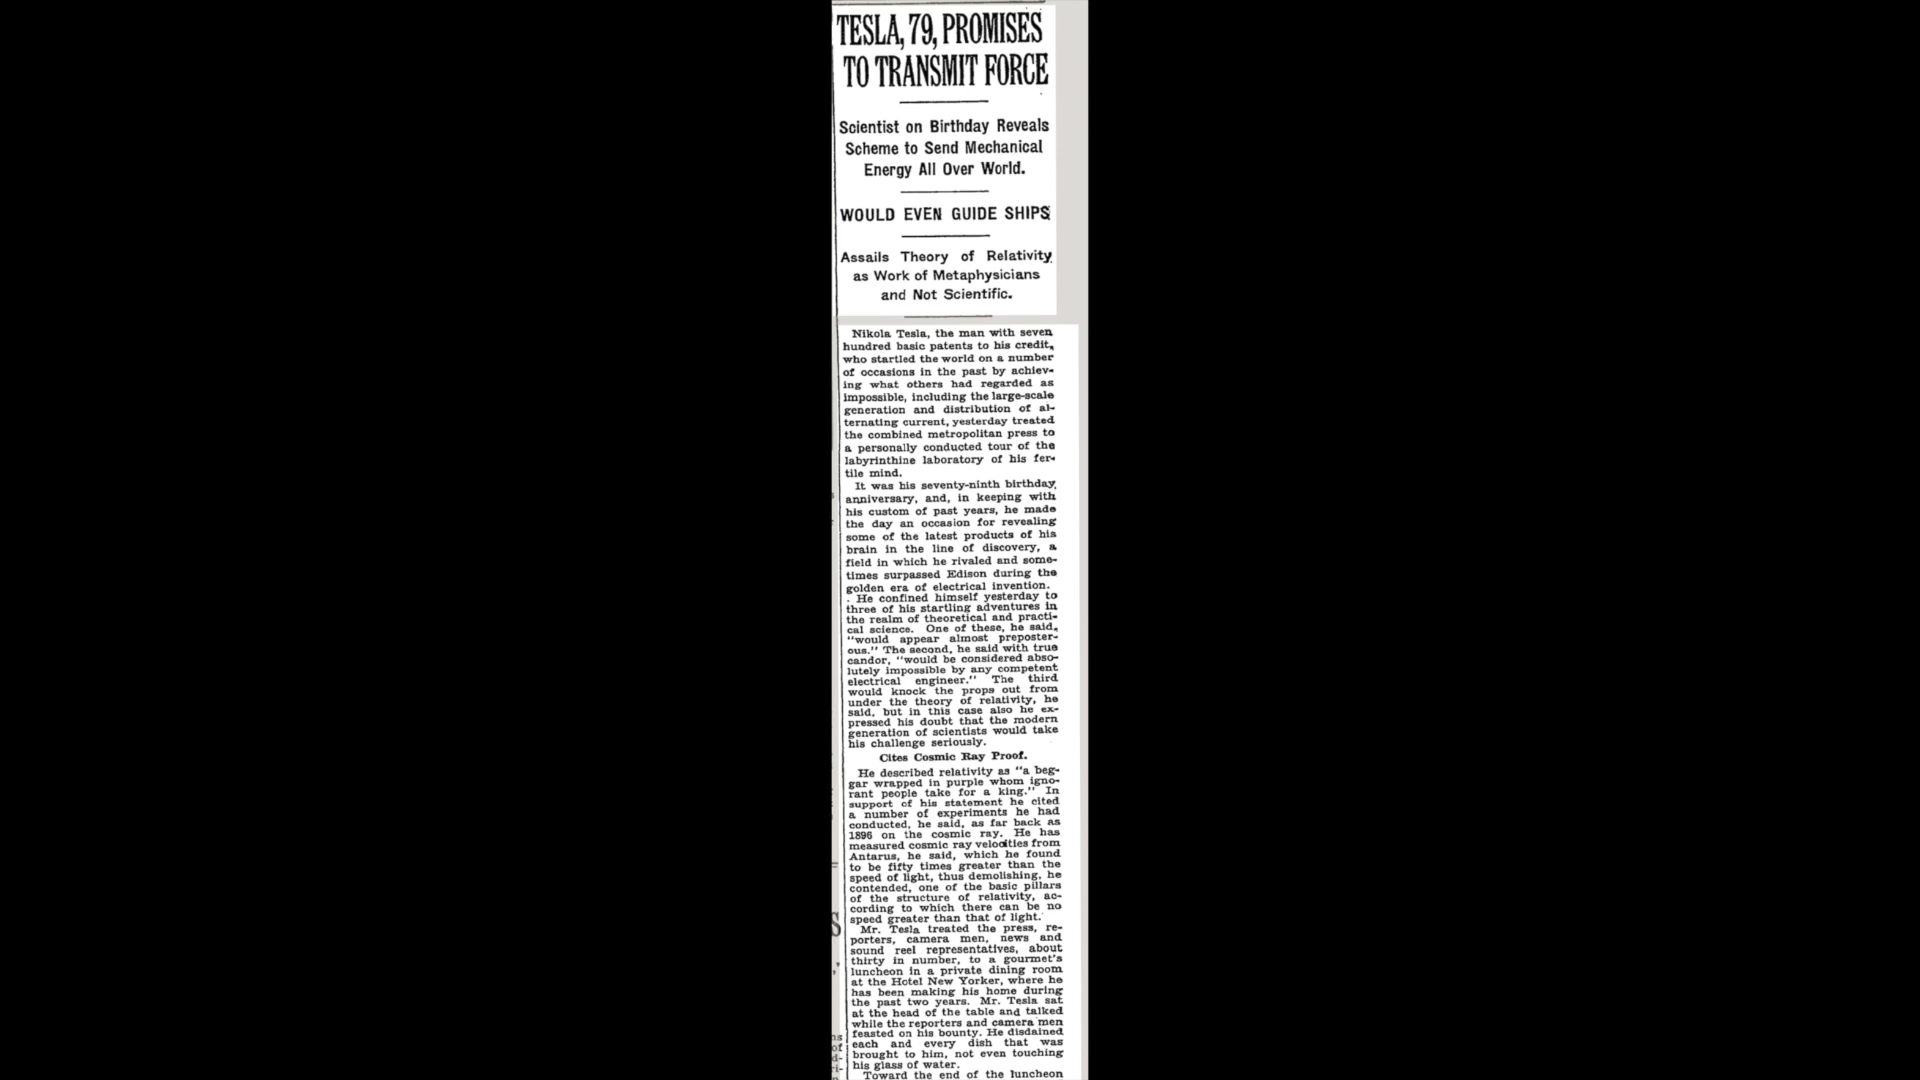 TESLA, 79, PROMISES
TO TRANSMIT FORCE
Scientist on Birthday Reveals
Scheme to Send Mechanical
Energy All Over World.
WOULD EVEN GUIDE SHIPS
Assails Theory of Relativity
as Work of Metaphysicians
and Not Scientific.
Nikola Tesla, the man with seven
hundred basic patents to his credit,
who startled the world on a number
of occasions in the past by achiev-
ing what others had regarded as
impossible, including the large-scale
generation and distribution of al-
ternating current, yesterday treated
the combined metropolitan press to
a personally conducted tour of the
labyrinthine laboratory of his fer-
tile mind.
It was his seventy-ninth birthday
anniversary, and, in keeping with
his custom of past years, he made
the day an occasion for revealing
some of the latest products of his
brain in the line of discovery, a
field in which he rivaled and some-
times surpassed Edison during the
golden era of electrical invention.
He confined himself yesterday to
three of his startling adventures in
the realm of theoretical and practi-
cal science. One of these, he said,
"would appear almost preposter-
ous." The second, he said with true
candor, "would be considered abso-
lutely impossible by any competent
electrical engineer." The third
would knock the props out from
under the theory of relativity, he
said, but in this case also he ex-
pressed his doubt that the modern
generation of scientists would take
his challenge seriously.
Cites Cosmic Ray Proof.
He described relativity as "a beg-
gar wrapped in purple whom igno-
rant people take for a king." In
support of his statement he cited
a number of experiments he had
conducted, he said, as far back as
1896 on the cosmic ray. He has
measured cosmic ray velocities from
Antarus, he said, which he found
to be fifty times greater than the
speed of light, thus demolishing, he
contended, one of the basic pillars
of the structure of relativity, ac-
cording to which there can be no
speed greater than that of light.
Mr. Tesla treated the press, re-
porters, camera men, news and
sound reel representatives, about
thirty in number, to a gourmet's
luncheon in a private dining room
at the Hotel New Yorker, where he
has been making his home during
the past two years. Mr. Tesla sat
at the head of the table and talked
while the reporters and camera men
feasted on his bounty. He disdained
each and every dish that was
brought to him, not even touching
his glass of water.
Toward the end of the luncheon